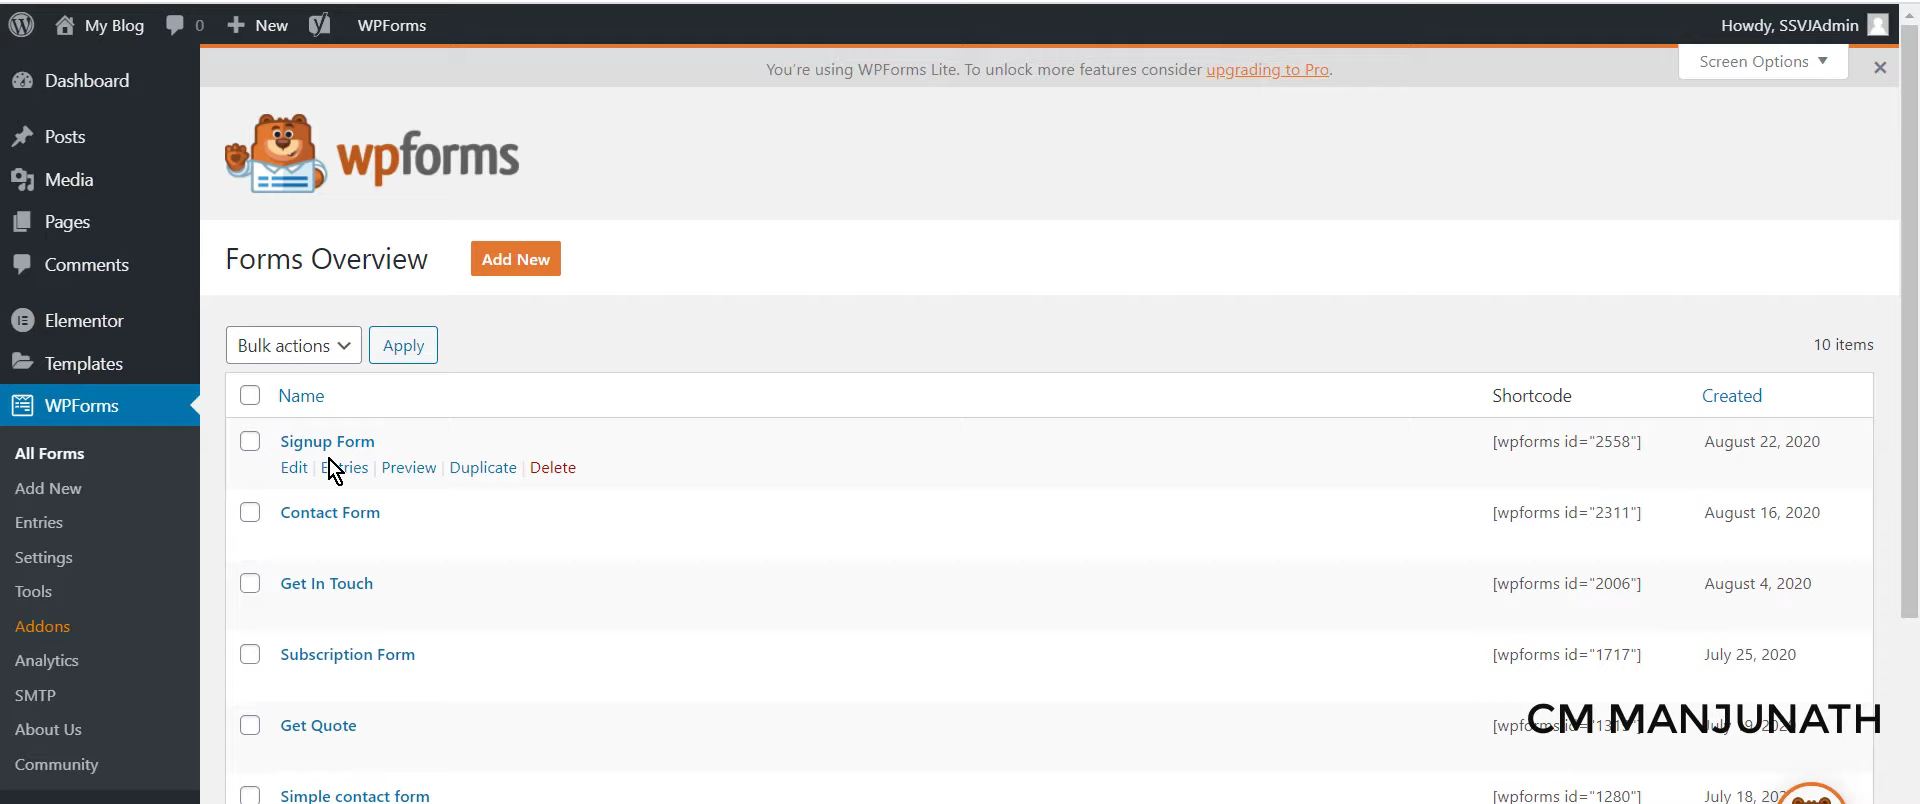 My Blog 0 New WPForms Howdy, SSVJAdmin
You're using WPForms Lite. To unlock more features consider upgrading to Pro.
Screen Options
Dashboard
Posts
Media
Pages
Comments
Elementor
Templates
WPForms
All Forms
Add New
Entries
Settings
Tools
Addons
Analytics
SMTP
About Us
Community
wpforms
Forms Overview Add New
Bulk actions Apply 10 items
Name Shortcode Created
Signup Form [wpforms id="2558"] August 22, 2020
Edit | Entries | Preview | Duplicate | Delete
Contact Form [wpforms id="2311"] August 16, 2020
Get In Touch [wpforms id="2006"] August 4, 2020
Subscription Form [wpforms id="1717"] July 25, 2020
Get Quote
CM MANJUNATH
Simple contact form [wpforms id="1280"] July 18,